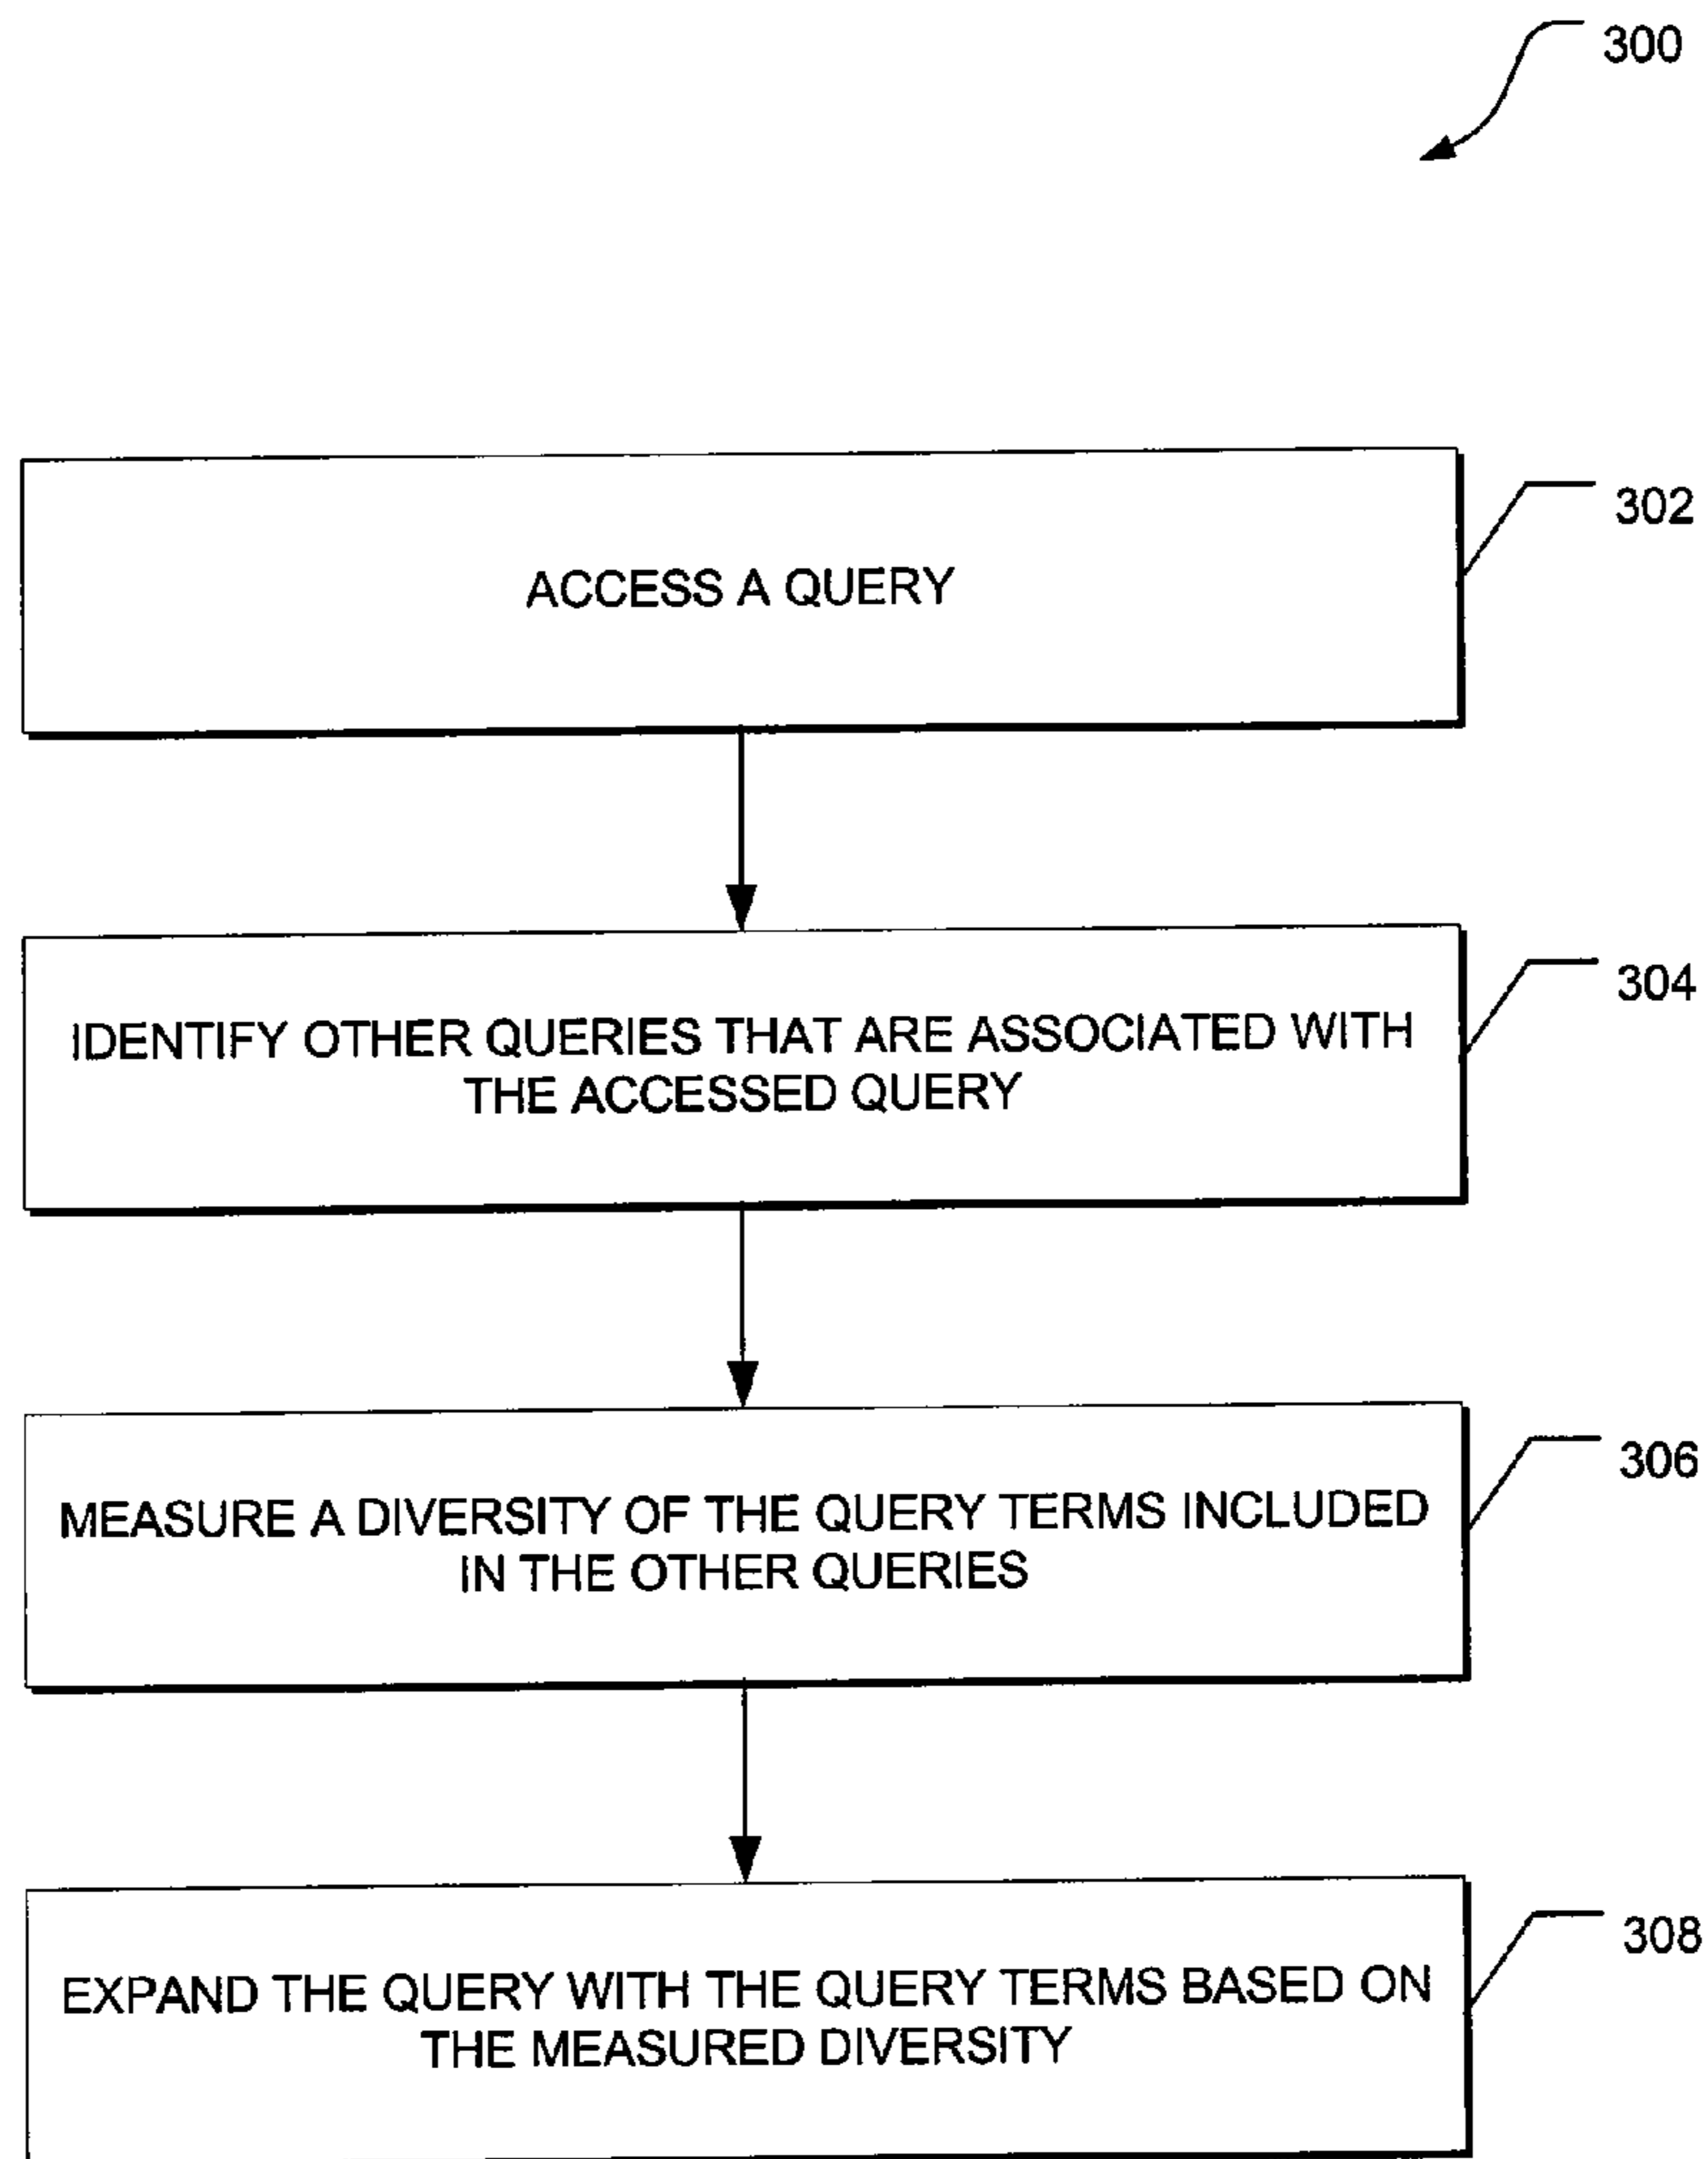 300
302
ACCESS A QUERY
304
IDENTIFY OTHER QUERIES THAT ARE ASSOCIATED WITH
THE ACCESSED QUERY
306
MEASURE A DIVERSITY OF THE QUERY TERMS INCLUDED
IN THE OTHER QUERIES
308
EXPAND THE QUERY WITH THE QUERY TERMS BASED ON
THE MEASURED DIVERSITY